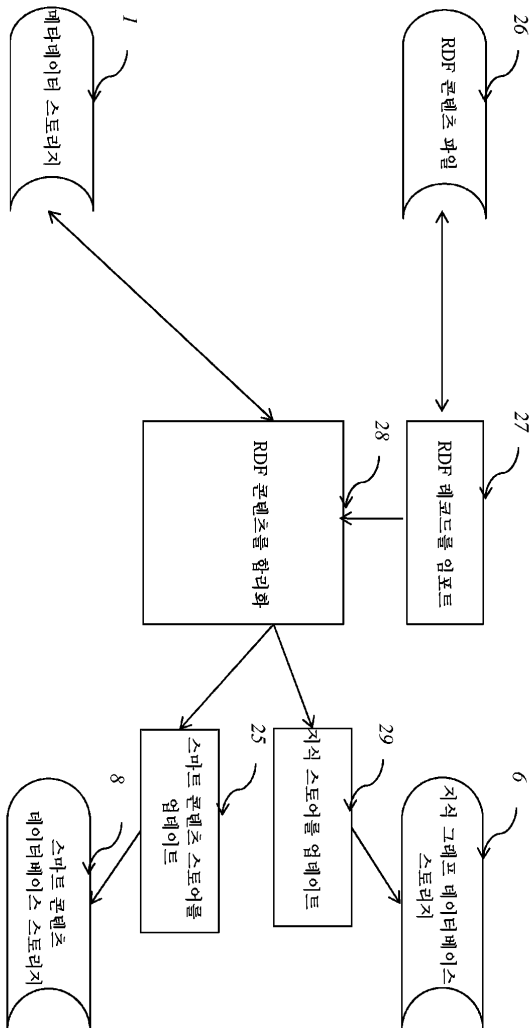 26
RDF 콘텐츠 파일
27
RDF 레코드를 임포트
6
지식 그래프 데이터베이스
스토리지
28
RDF 콘텐츠를 합리화
29
지식 스토어를 업데이트
25
스마트 콘텐츠 스토어를
업데이트
1
메타데이터 스토리지
8
스마트 콘텐츠
데이터베이스 스토리지